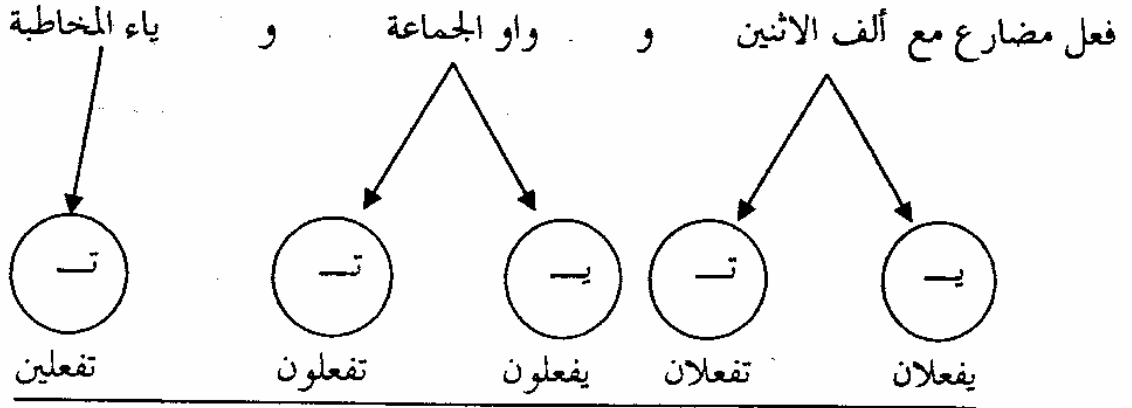 فعل مضارع مع ألف الاثنين و واو الجماعة و ياء المخاطبة
يـ تـ يـ تـ تـ
يفعلان تفعلان يفعلون تفعلون تفعلين